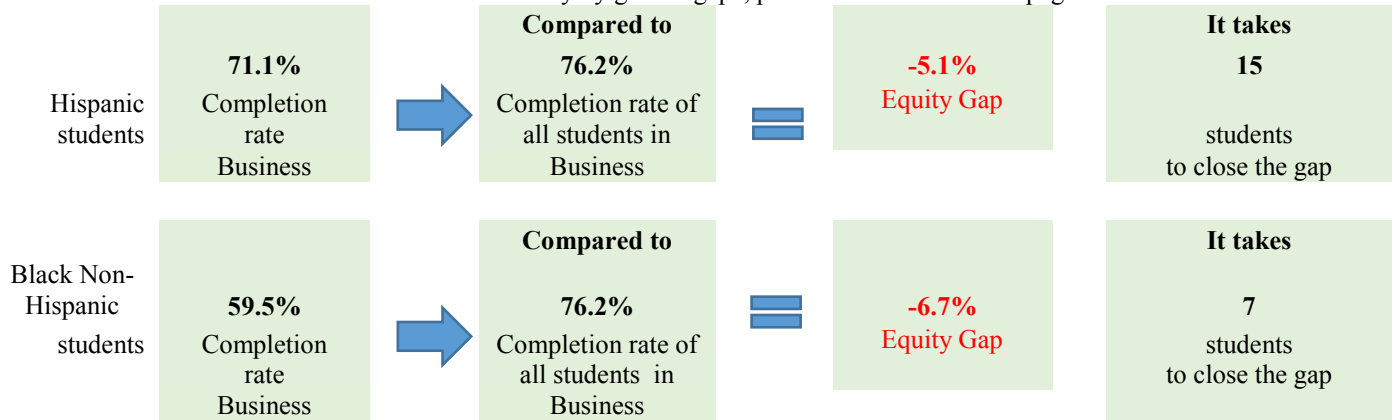 Compared to
It takes
71.1%
76.2%
-5.1%
15
Hispanic
students
Completion
rate
Business
Completion rate of
all students in
Business
Equity Gap
students
to close the gap
Compared to
It takes
Black Non-
Hispanic
students
59.5%
Completion
rate
Business
76.2%
Completion rate of
all students in
Business
-6.7%
Equity Gap
7
students
to close the gap